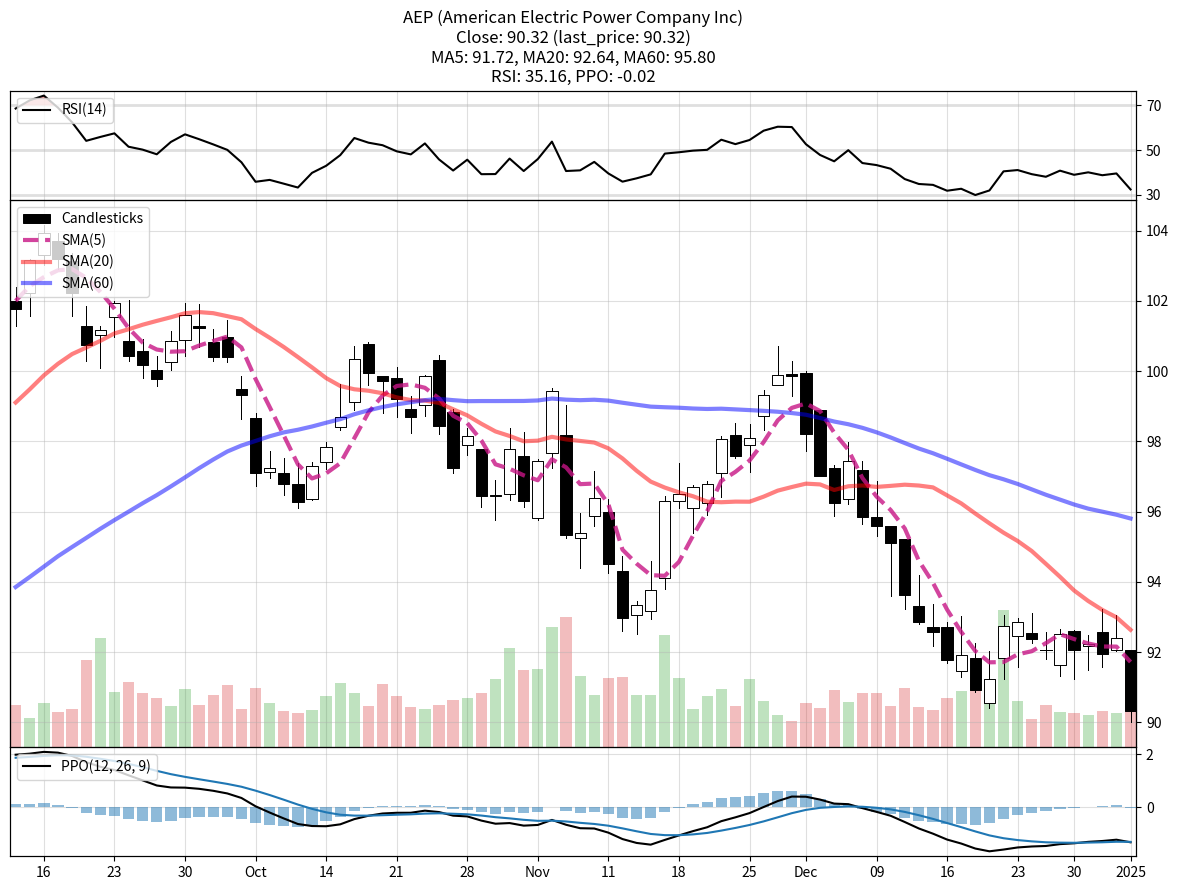 AEP (American Electric Power Company Inc)
Close: 90.32 (last_price: 90.32)
MA5: 91.72, MA20: 92.64, MA60: 95.80
RSI: 35.16, PPO: -0.02
RSI(14)
70
50
30
Candlesticks
SMA(5)
SMA(20)
SMA(60)
104
102
100
98
96
94
92
90
PPO(12, 26, 9)
2
0
16 23 30 Oct 14 21 28 Nov 11 18 25 Dec 09 16 23 30 2025